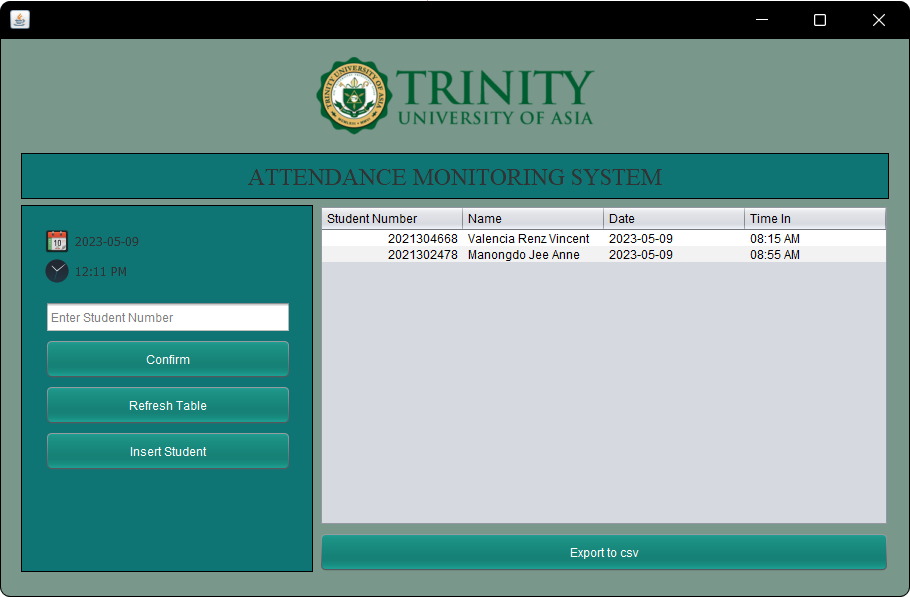 TRINITY UNIVERSITY OF ASIA
TRINITY
UNIVERSITY OF ASIA
ATTENDANCE MONITORING SYSTEM
10
2023-05-09
12:11 PM
Enter Student Number
Confirm
Refresh Table
Insert Student
Student Number Name Date Time In
2021304668 Valencia Renz Vincent 2023-05-09 08:15 AM
2021302478 Manongdo Jee Anne 2023-05-09 08:55 AM
Export to csv